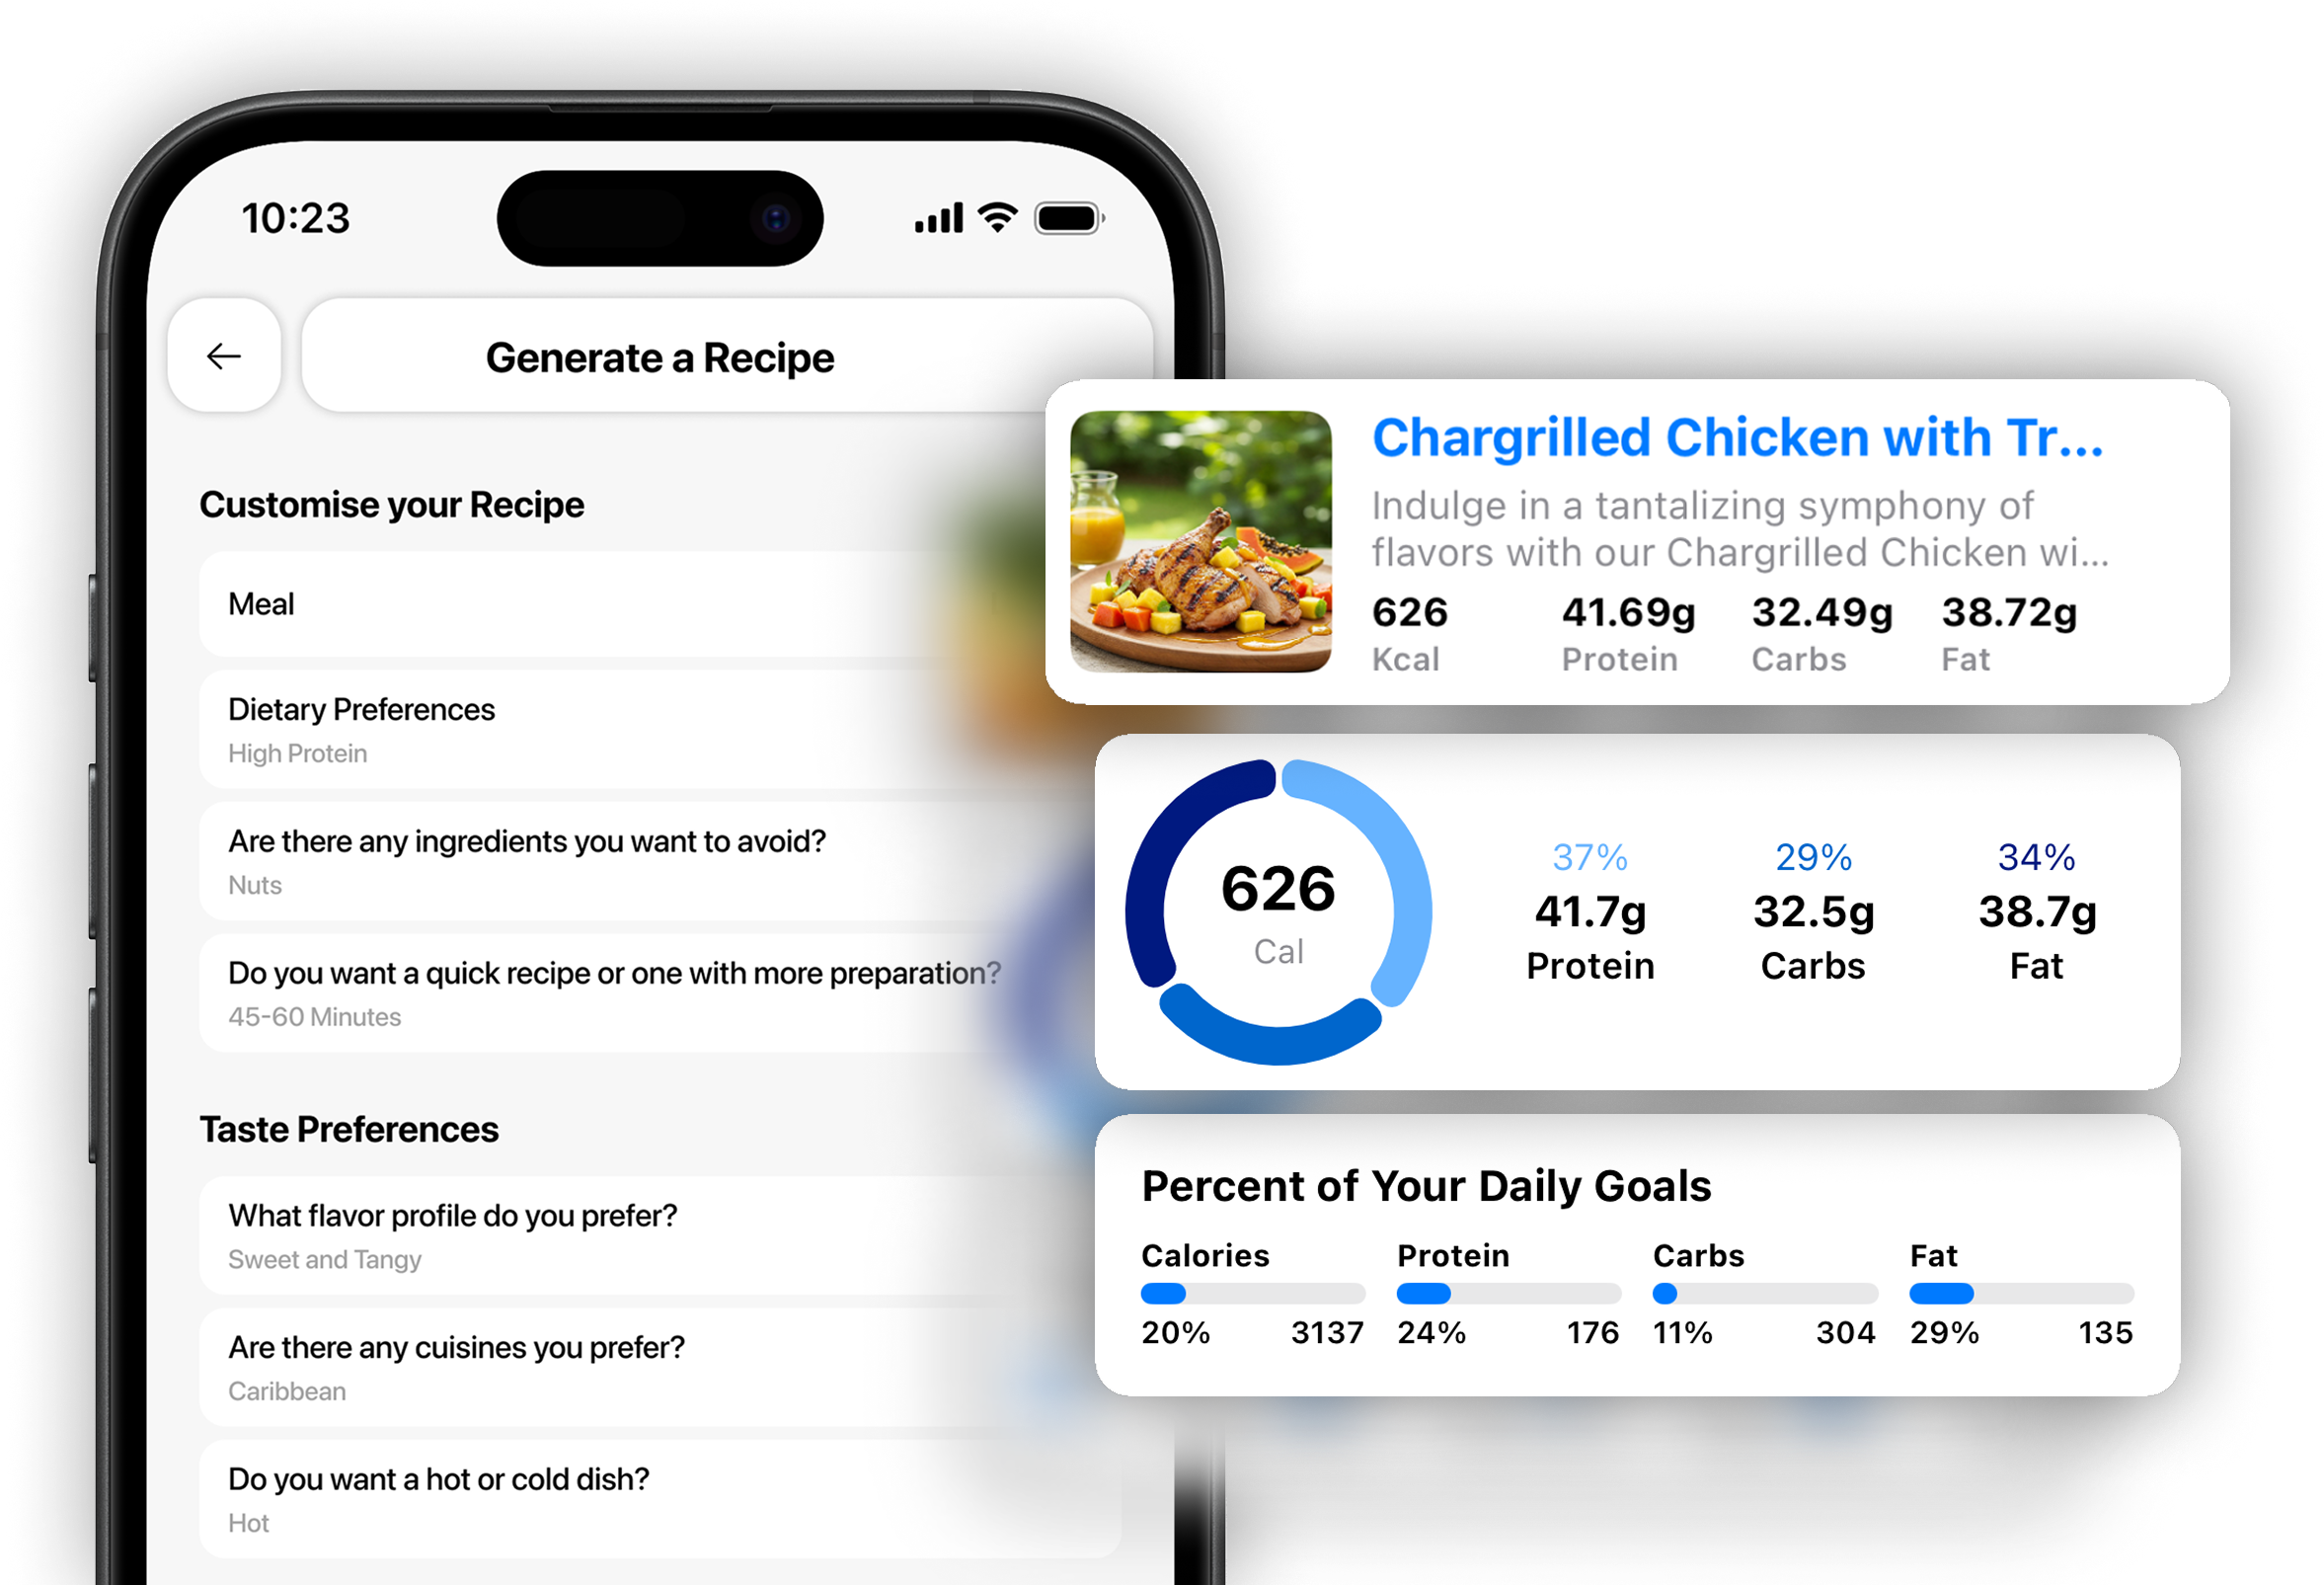 10:23
Generate a Recipe
Customise your Recipe
Meal
Dietary Preferences
High Protein
Are there any ingredients you want to avoid?
Nuts
Do you want a quick recipe or one with more preparation?
45-60 Minutes
Taste Preferences
What flavor profile do you prefer?
Sweet and Tangy
Are there any cuisines you prefer?
Caribbean
Do you want a hot or cold dish?
Hot
Chargrilled Chicken with Tr...
Indulge in a tantalizing symphony of
flavors with our Chargrilled Chicken wi...
626 41.69g 32.49g 38.72g
Kcal Protein Carbs Fat
626
Cal
37% 29% 34%
41.7g 32.5g 38.7g
Protein Carbs Fat
Percent of Your Daily Goals
Calories Protein Carbs Fat
20% 3137 24% 176 11% 304 29% 135